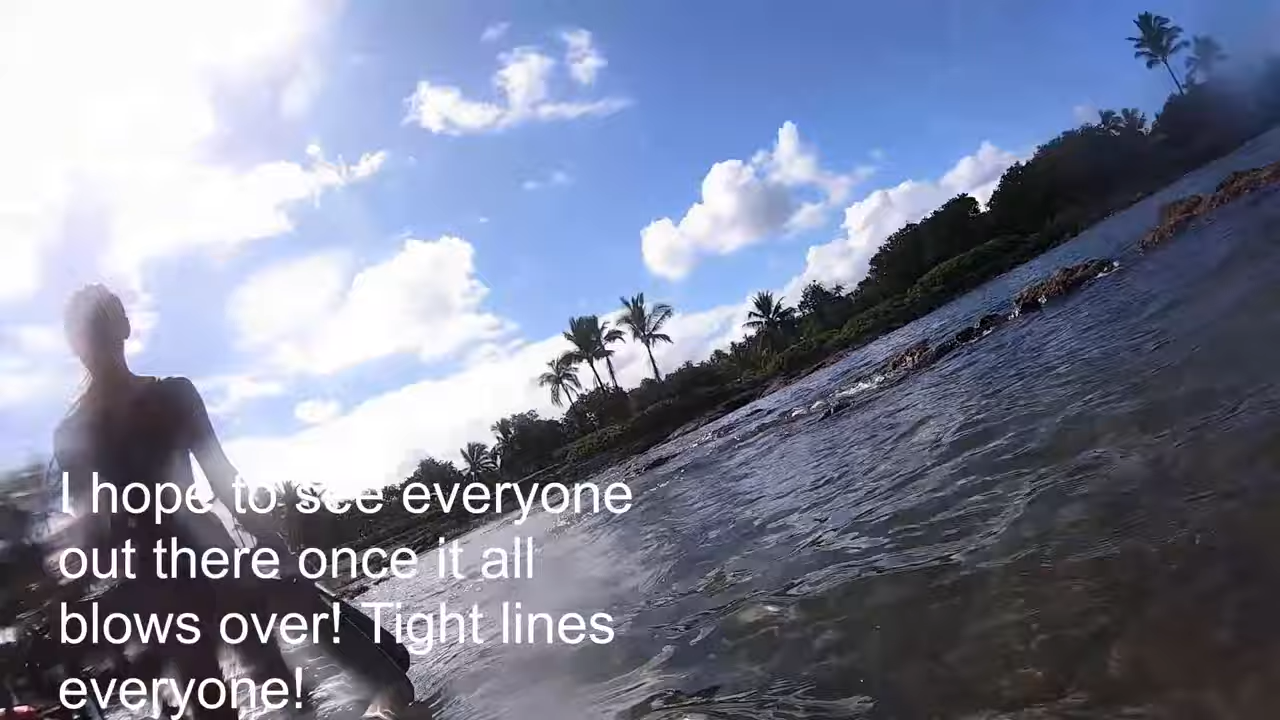 I hope to see everyone
out there once it all
blows over! Tight lines
everyone!